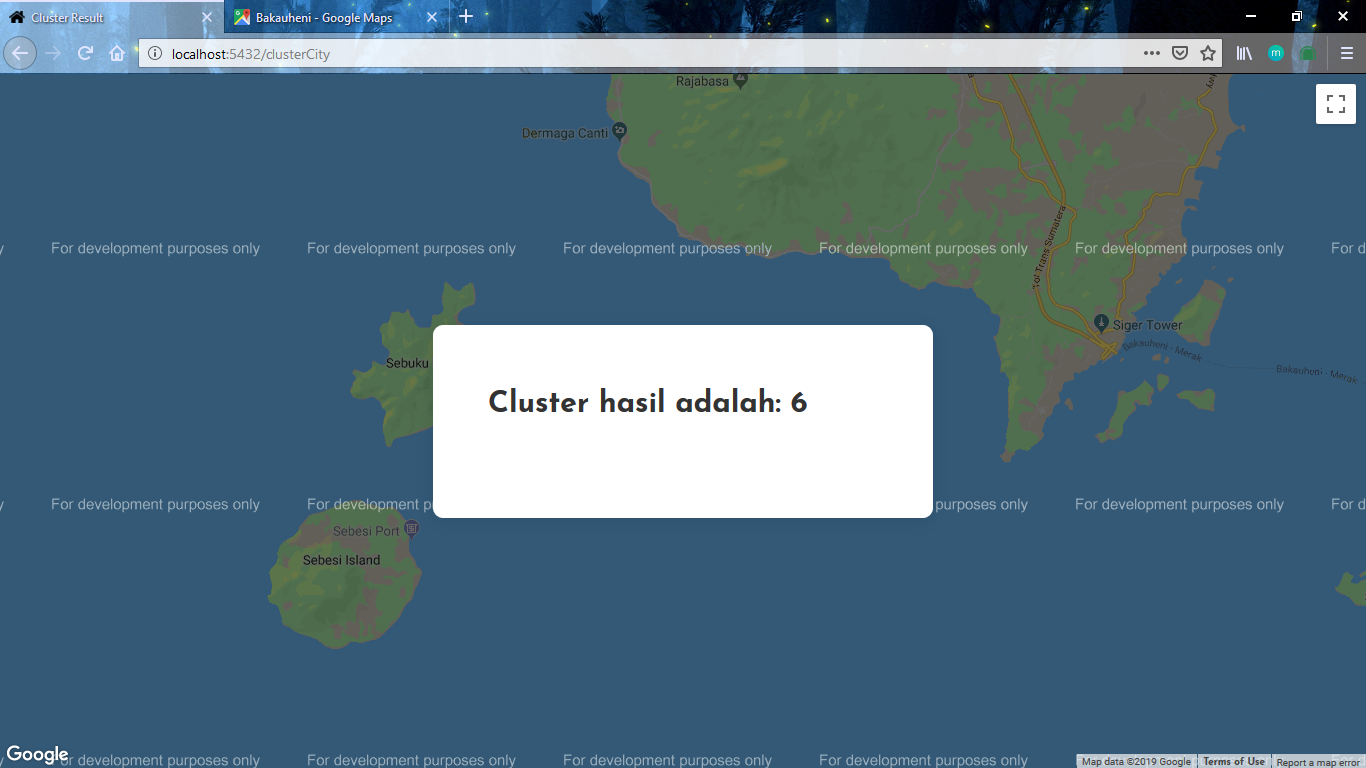 Cluster Result
Bakauheni - Google Maps
localhost:5432/clusterCity
m
Rajabasa
Dermaga Canti
For development purposes only For development purposes only For development purposes only For development purposes only For development purposes only For d
Tol Trans Sumatera
Siger Tower
Bakauheni - Merak
Bakauheni - Merak
Sebuku
Cluster hasil adalah: 6
For development purposes only For development p purposes only For development purposes only For d
Sebesi Port
Sebesi Island
For development purposes only For development purposes only For development purposes only For development purposes only
Google
Map data ©2019 Google Terms of Use Report a map error